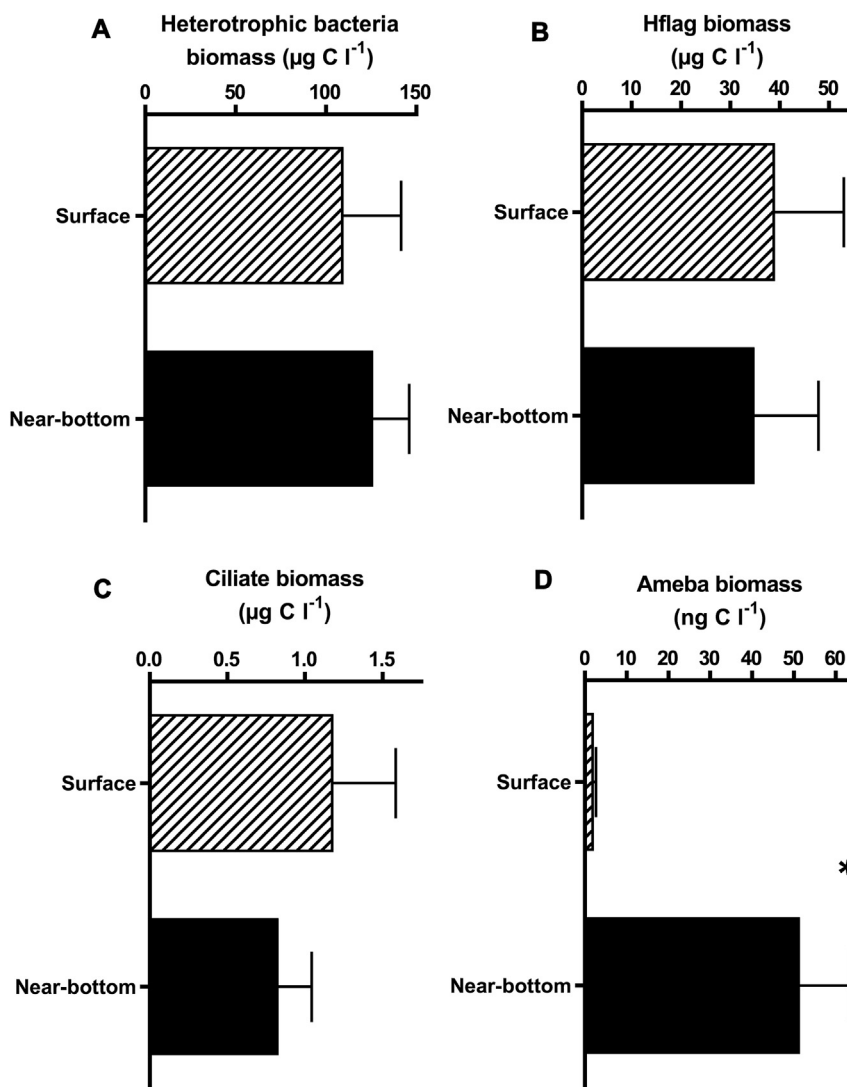 A
Heterotrophic bacteria
biomass (µg C l⁻¹)
0 50 100 150
Surface
Near-bottom
B
Hflag biomass
(µg C l⁻¹)
0 10 20 30 40 50
Surface
Near-bottom
C
Ciliate biomass
(µg C l⁻¹)
0.0 0.5 1.0 1.5
Surface
Near-bottom
D
Ameba biomass
(ng C l⁻¹)
0 10 20 30 40 50 60
Surface
*
Near-bottom